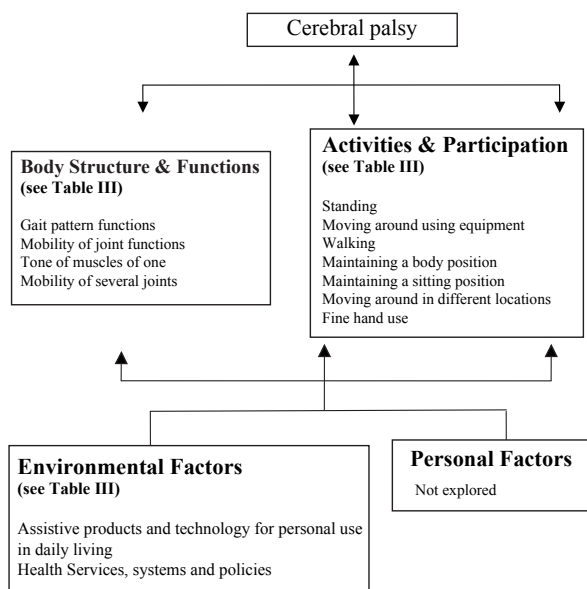 Cerebral palsy
Body Structure & Functions
(see Table III)
Gait pattern functions
Mobility of joint functions
Tone of muscles of one
Mobility of several joints
Activities & Participation
(see Table III)
Standing
Moving around using equipment
Walking
Maintaining a body position
Maintaining a sitting position
Moving around in different locations
Fine hand use
Environmental Factors
(see Table III)
Assistive products and technology for personal use
in daily living
Health Services, systems and policies
Personal Factors
Not explored